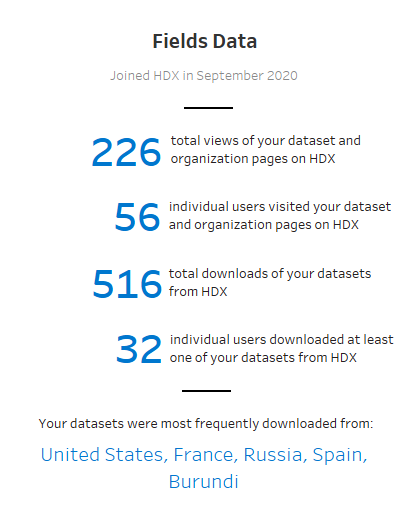 Fields Data
Joined HDX in September 2020
226 total views of your dataset and
organization pages on HDX
56 individual users visited your dataset
and organization pages on HDX
516 total downloads of your datasets
from HDX
32 individual users downloaded at least
one of your datasets from HDX
Your datasets were most frequently downloaded from:
United States, France, Russia, Spain,
Burundi